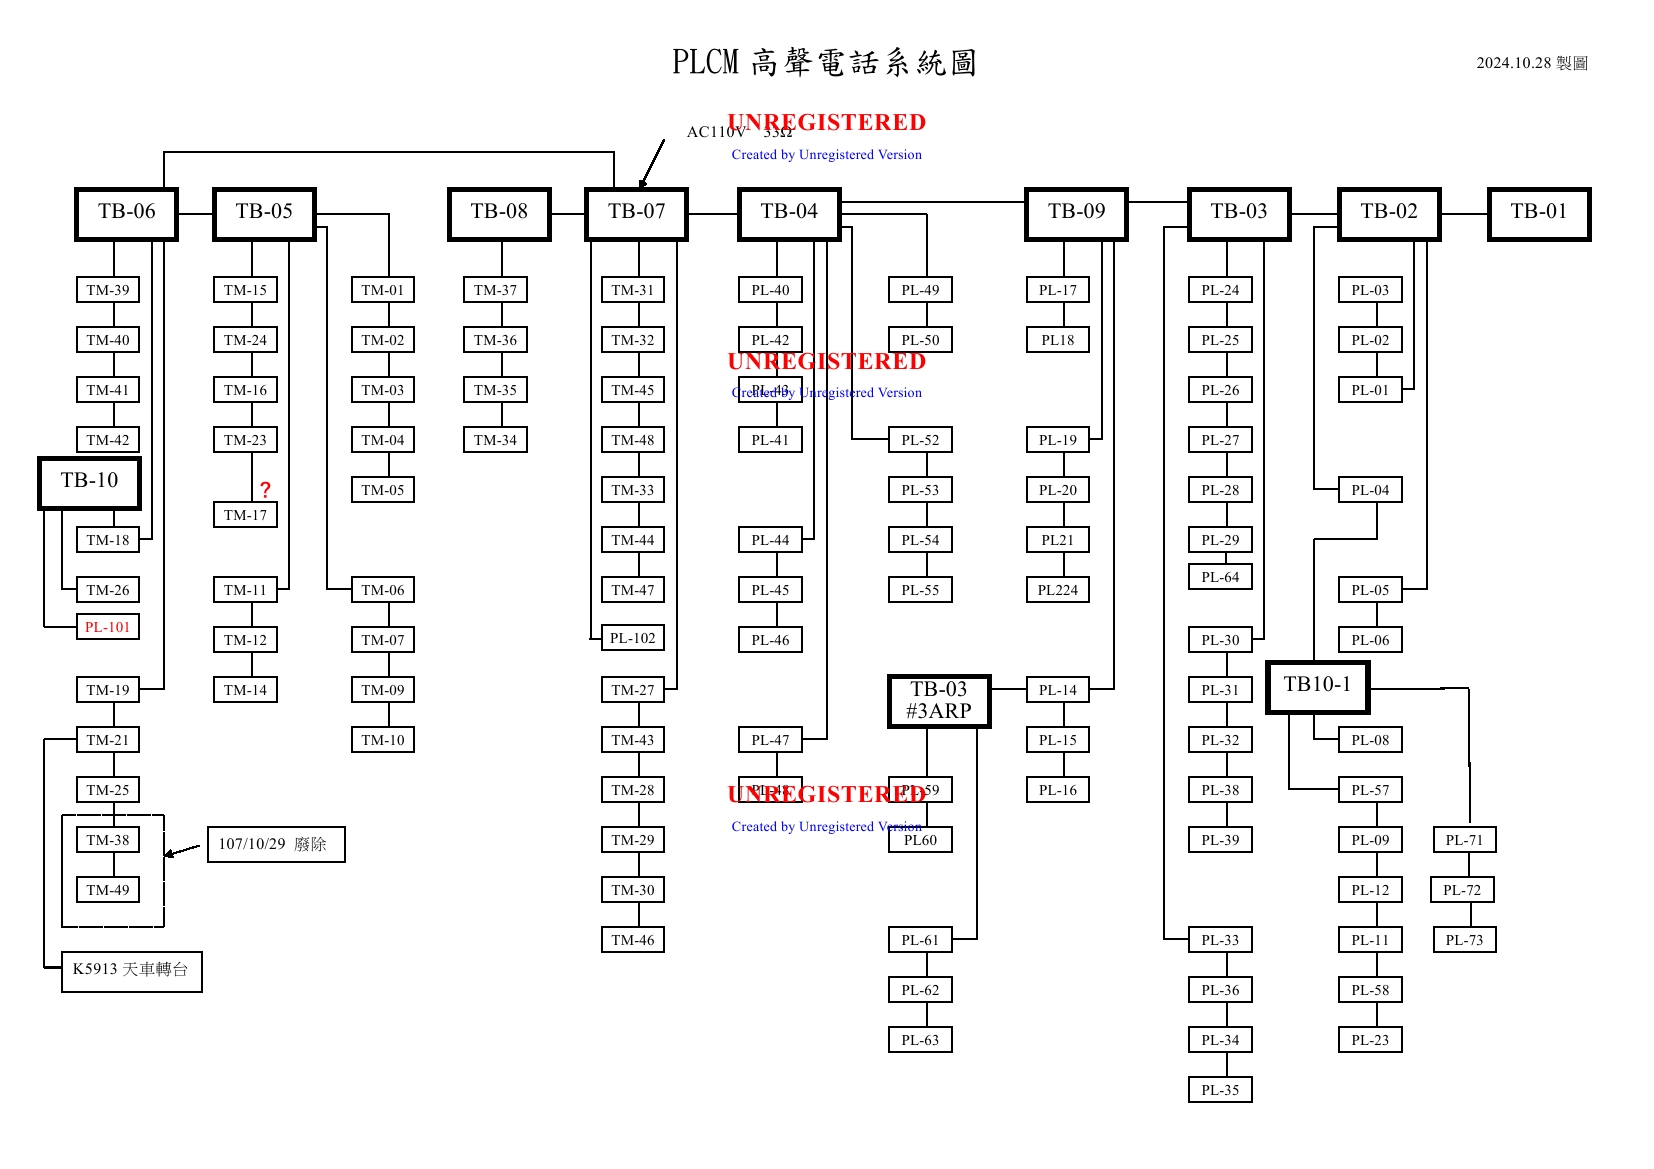 PLCM 高聲電話系統圖
2024.10.28 製圖
UNREGISTERED
AC110V 33Ω
Created by Unregistered Version
TB-06 TB-05 TB-08 TB-07 TB-04 TB-09 TB-03 TB-02 TB-01
TM-39 TM-15 TM-01 TM-37 TM-31 PL-40 PL-49 PL-17 PL-24 PL-03
TM-40 TM-24 TM-02 TM-36 TM-32 PL-42 PL-50 PL18 PL-25 PL-02
UNREGISTERED
TM-41 TM-16 TM-03 TM-35 TM-45 PL-43 PL-26 PL-01
Created by Unregistered Version
TM-42 TM-23 TM-04 TM-34 TM-48 PL-41 PL-52 PL-19 PL-27
TB-10 ? TM-05 TM-33 PL-53 PL-20 PL-28 PL-04
TM-17
TM-18 TM-44 PL-44 PL-54 PL21 PL-29
PL-64
TM-26 TM-11 TM-06 TM-47 PL-45 PL-55 PL224 PL-05
PL-101
TM-12 TM-07 PL-102 PL-46 PL-30 PL-06
TM-19 TM-14 TM-09 TM-27 TB-03 PL-14 PL-31 TB10-1
#3ARP
TM-21 TM-10 TM-43 PL-47 PL-15 PL-32 PL-08
TM-25 TM-28 PL-48 PL-59 PL-16 PL-38 PL-57
UNREGISTERED
Created by Unregistered Version
TM-38 107/10/29 廢除 TM-29 PL60 PL-39 PL-09 PL-71
TM-49 TM-30 PL-12 PL-72
TM-46 PL-61 PL-33 PL-11 PL-73
K5913 天車轉台
PL-62 PL-36 PL-58
PL-63 PL-34 PL-23
PL-35